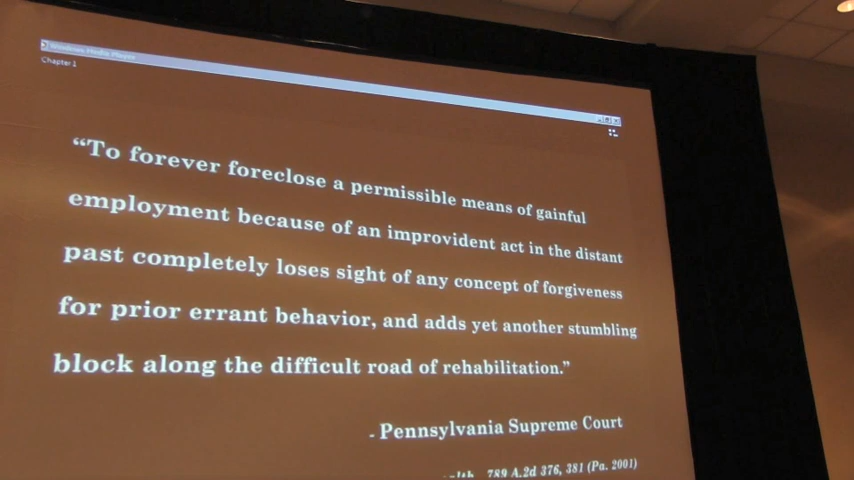 Windows Media Player
Chapter 1
“To forever foreclose a permissible means of gainful
employment because of an improvident act in the distant
past completely loses sight of any concept of forgiveness
for prior errant behavior, and adds yet another stumbling
block along the difficult road of rehabilitation.”
- Pennsylvania Supreme Court
789 A.2d 376, 381 (Pa. 2001)